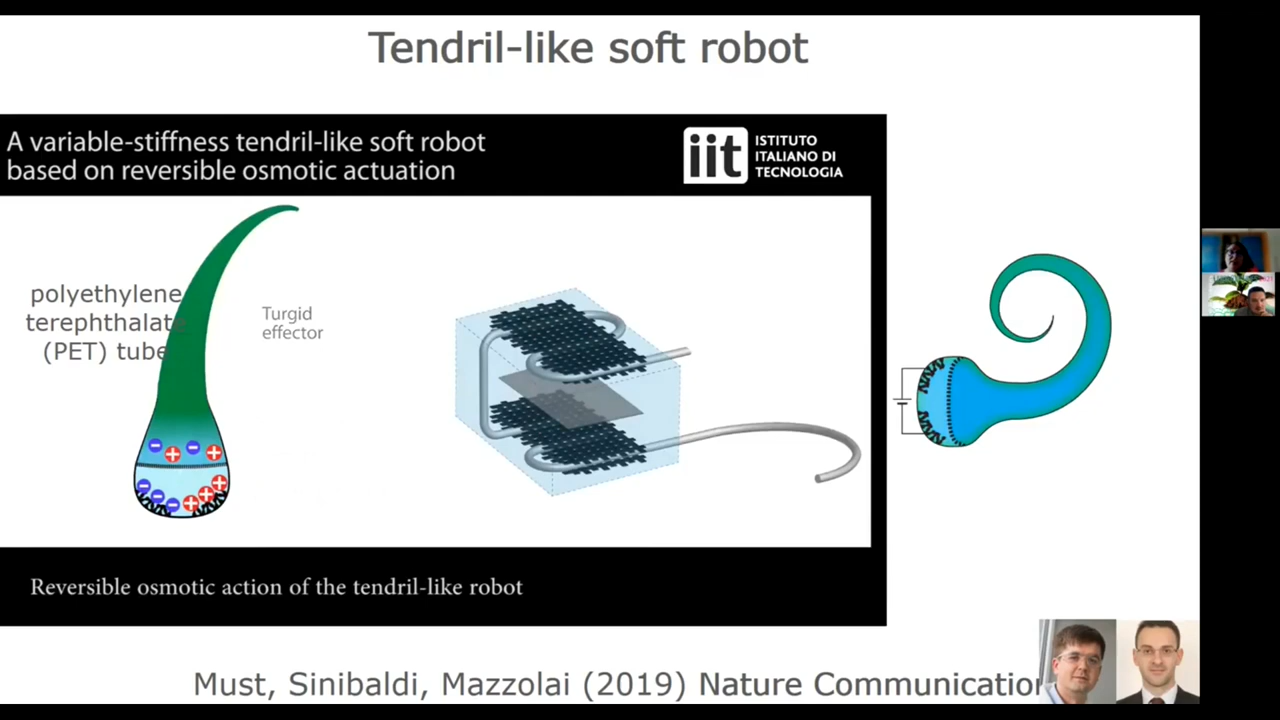 Tendril-like soft robot
A variable-stiffness tendril-like soft robot
based on reversible osmotic actuation
iit
ISTITUTO
ITALIANO DI
TECNOLOGIA
polyethylene
terephthalate
(PET) tube
Turgid
effector
Reversible osmotic action of the tendril-like robot
Must, Sinibaldi, Mazzolai (2019) Nature Communication